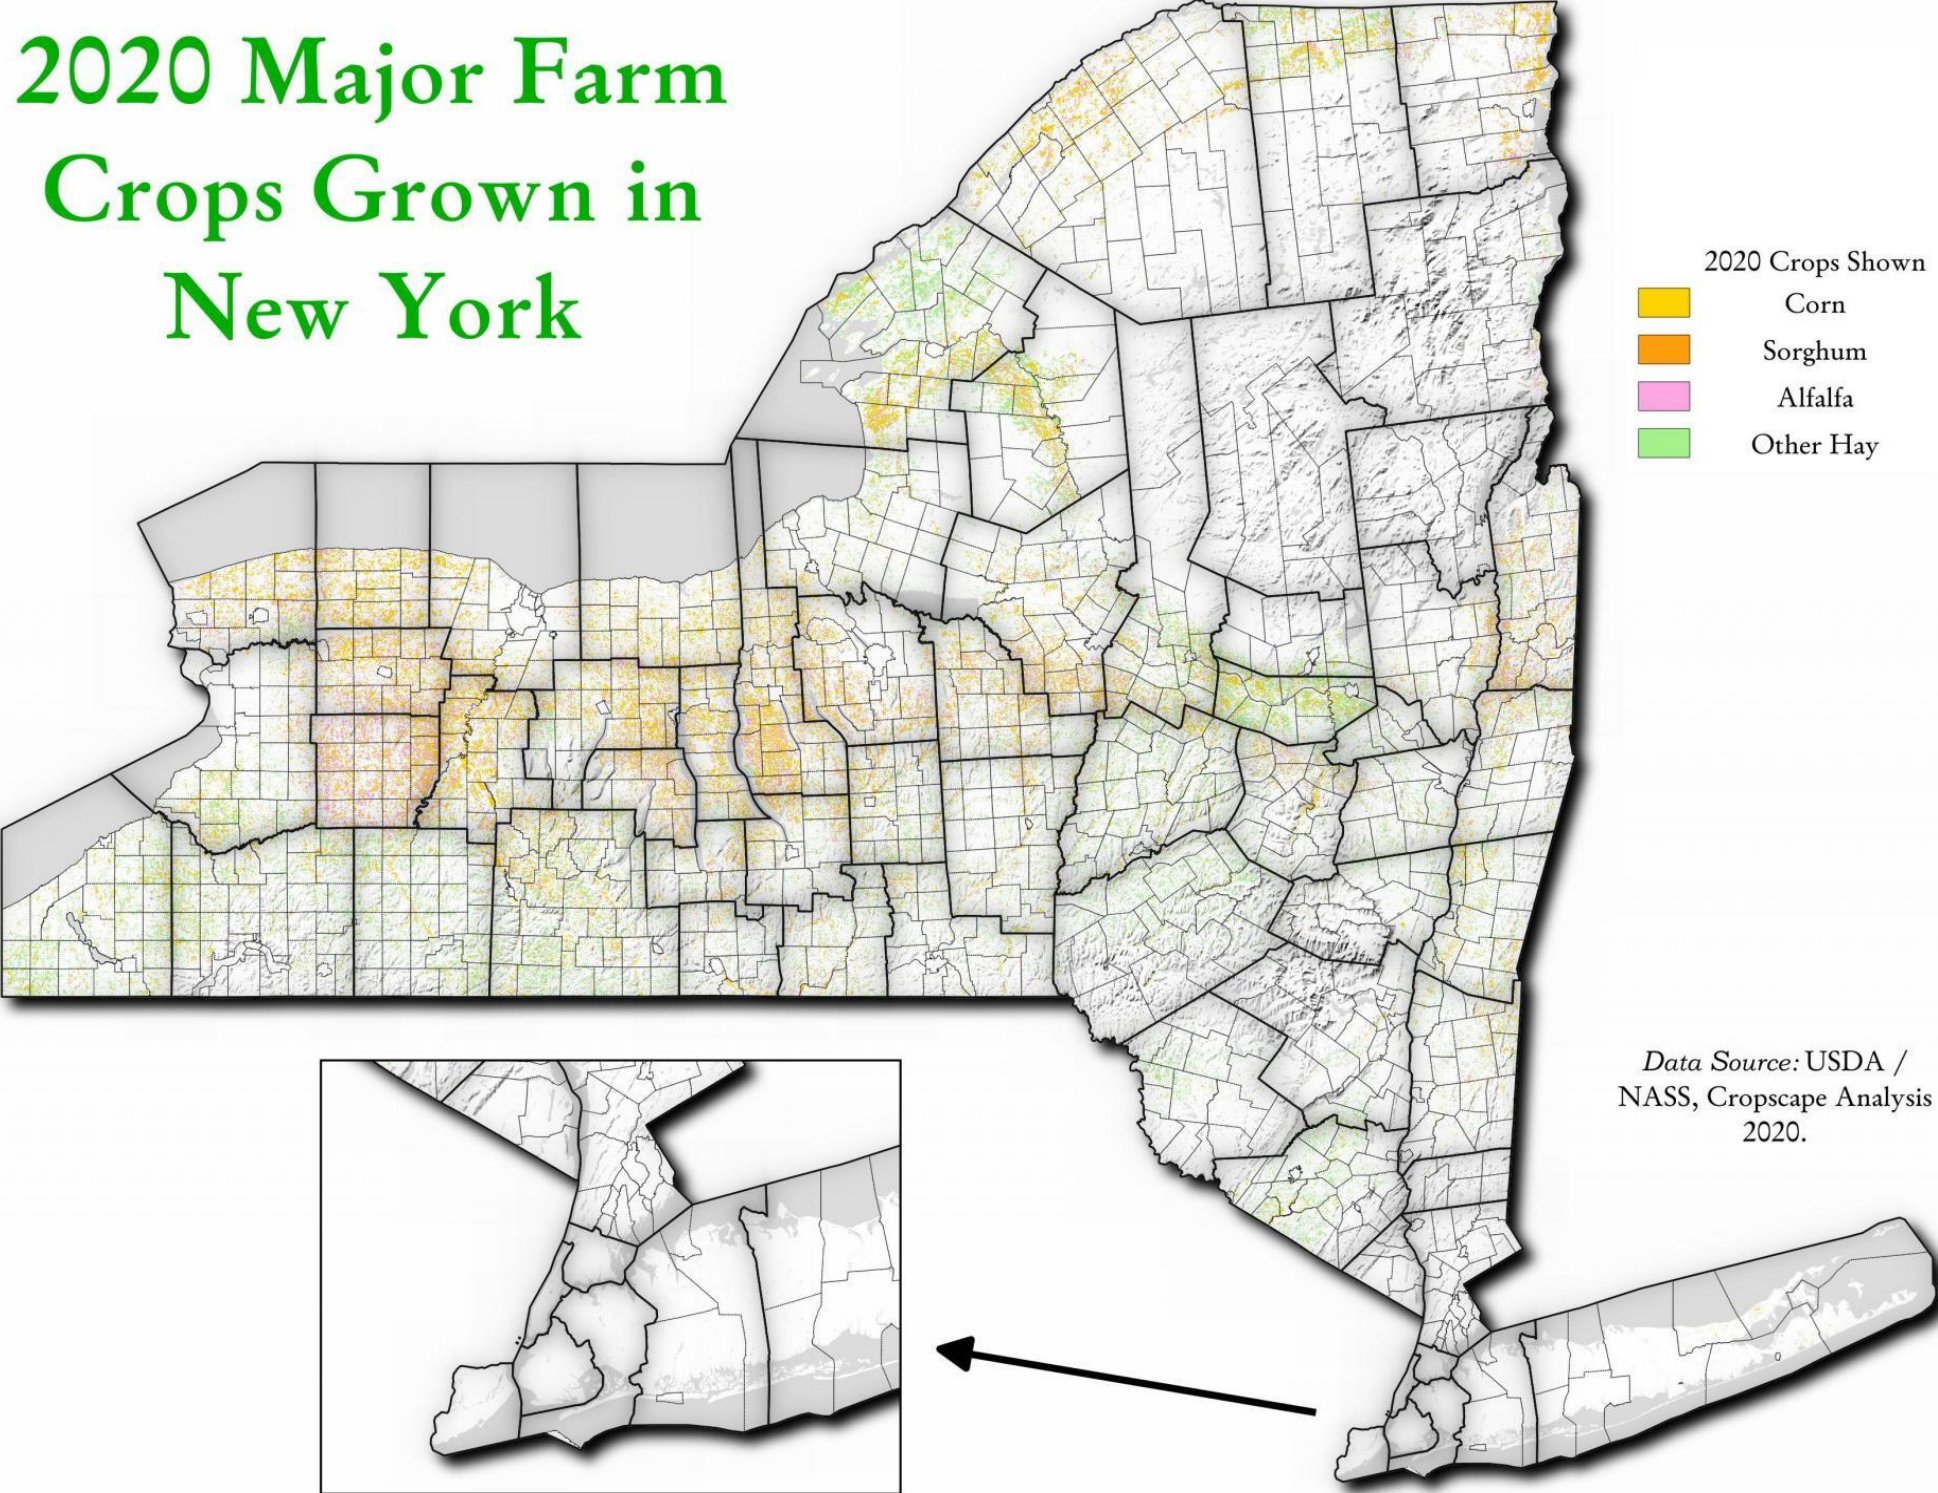 2020 Major Farm
Crops Grown in
New York
2020 Crops Shown
Corn
Sorghum
Alfalfa
Other Hay
Data Source: USDA /
NASS, Cropscape Analysis
2020.